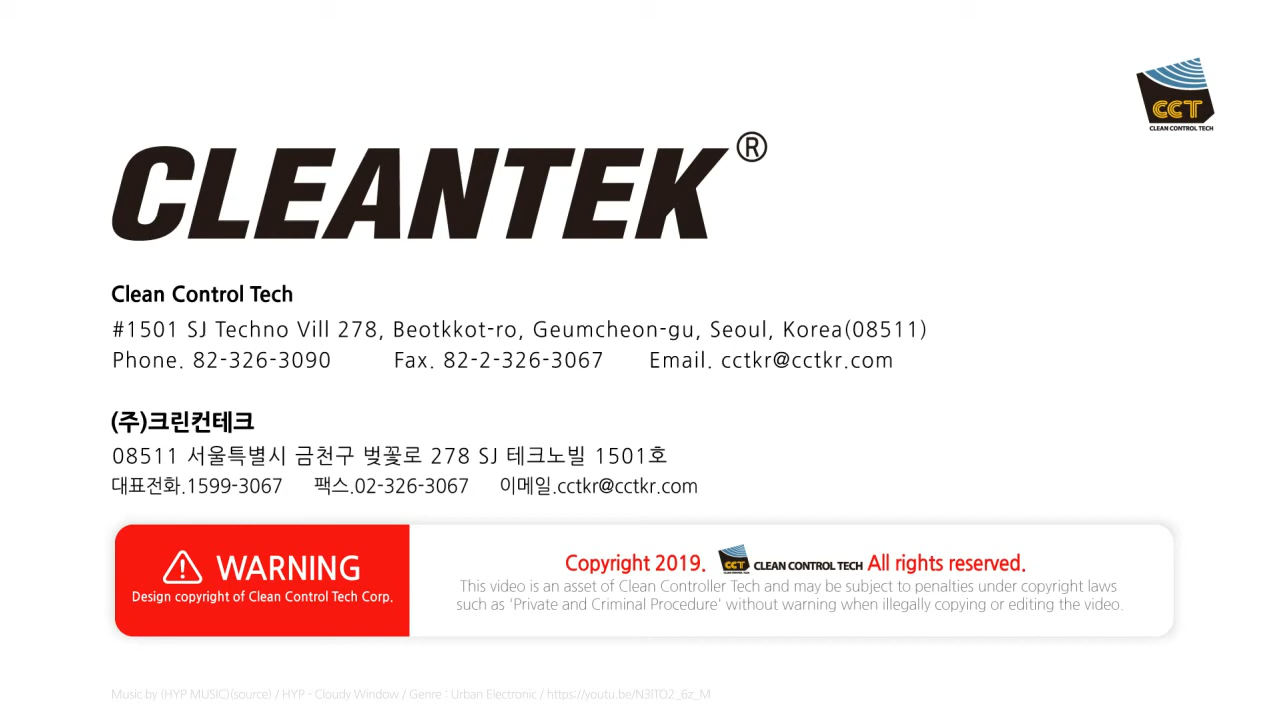 CCT
CLEAN CONTROL TECH
CLEANTEK®
Clean Control Tech
#1501 SJ Techno Vill 278, Beotkkot-ro, Geumcheon-gu, Seoul, Korea(08511)
Phone. 82-326-3090 Fax. 82-2-326-3067 Email. cctkr@cctkr.com
(주)크린컨테크
08511 서울특별시 금천구 벚꽃로 278 SJ 테크노빌 1501호
대표전화.1599-3067 팩스.02-326-3067 이메일.cctkr@cctkr.com
WARNING
Design copyright of Clean Control Tech Corp.
Copyright 2019. CCT CLEAN CONTROL TECH All rights reserved.
This video is an asset of Clean Controller Tech and may be subject to penalties under copyright laws
such as 'Private and Criminal Procedure' without warning when illegally copying or editing the video.
Music by (HYP MUSIC)(source) / HYP - Cloudy Window / Genre : Urban Electronic / https://youtu.be/N3lTO2_6z_M